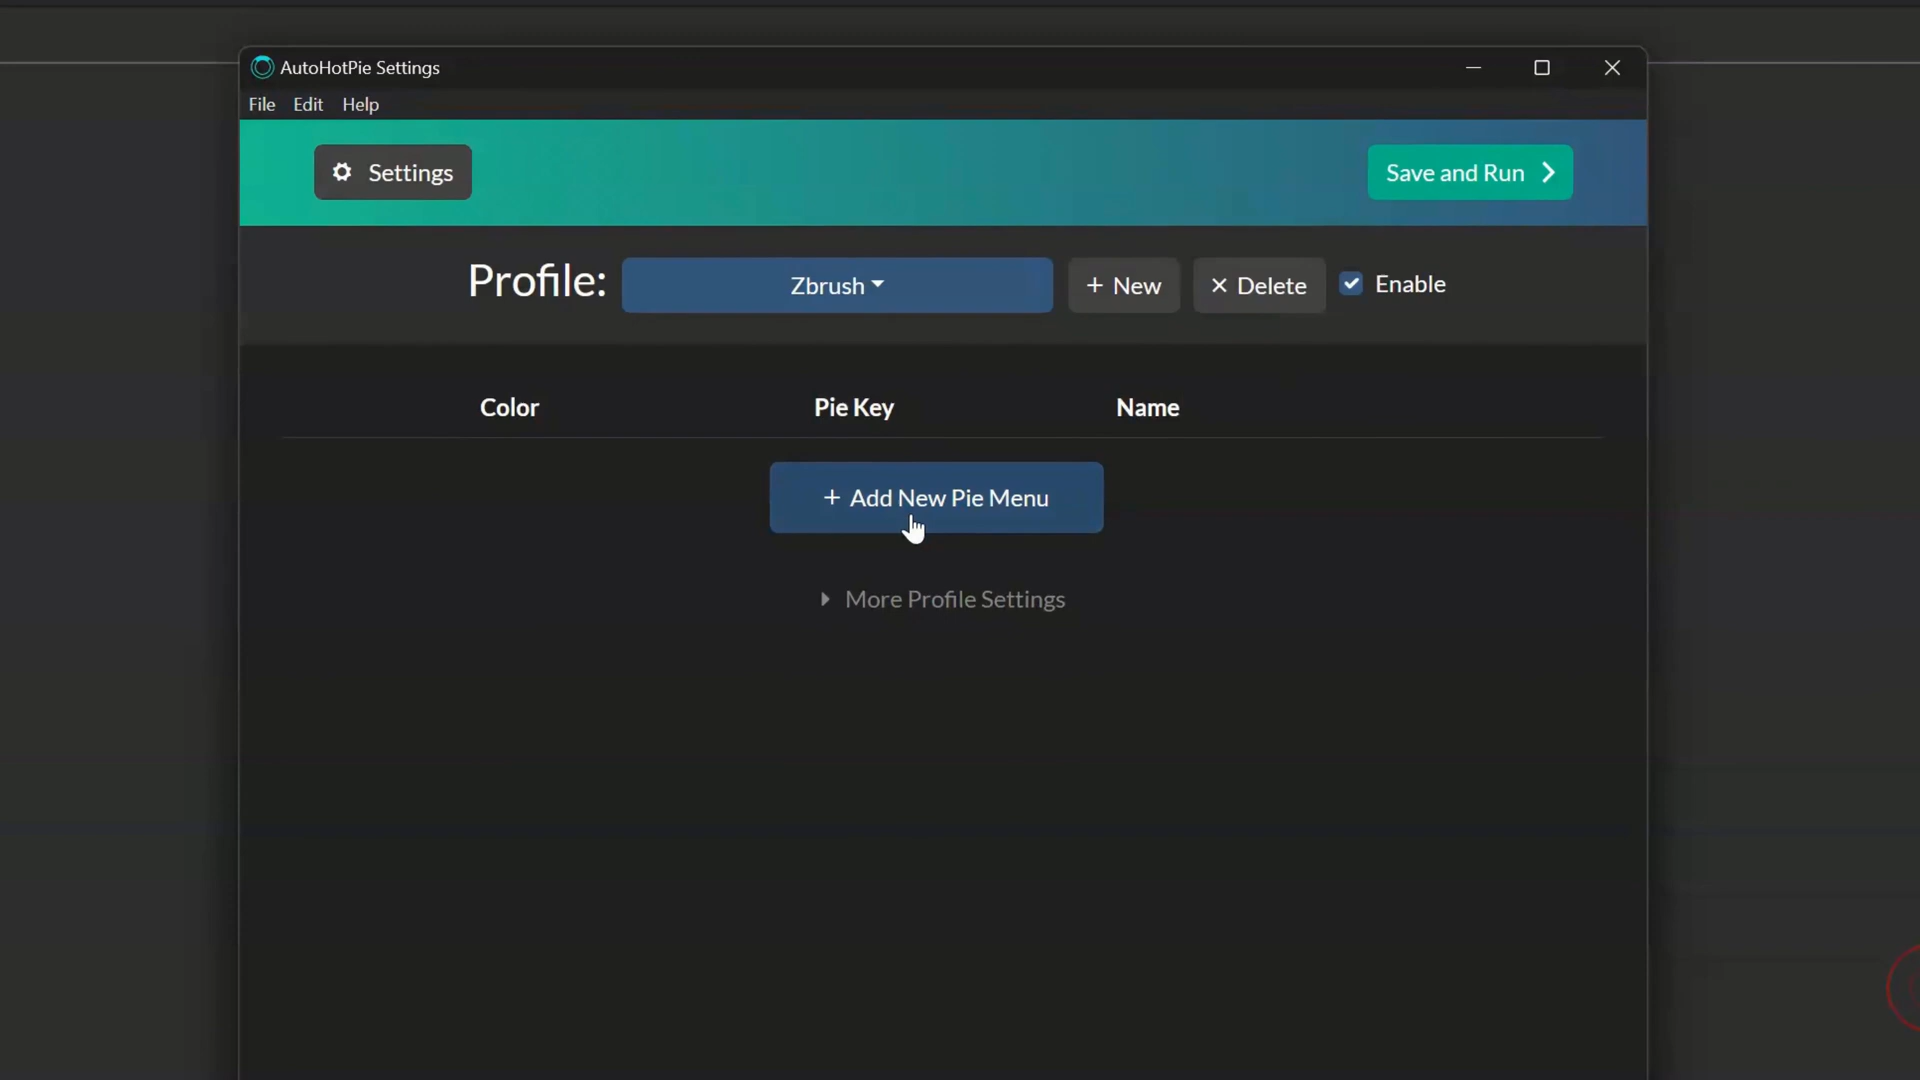 AutoHotPie Settings
File Edit Help
Settings
Save and Run
Profile:
Zbrush
+ New
× Delete
Enable
Color Pie Key Name
+ Add New Pie Menu
More Profile Settings